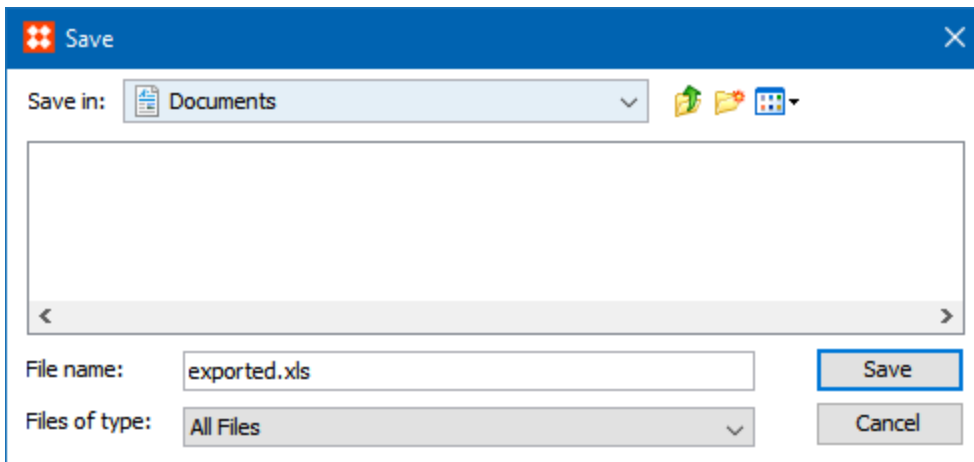 Save
Save in: Documents
File name: exported.xls Save
Files of type: All Files Cancel